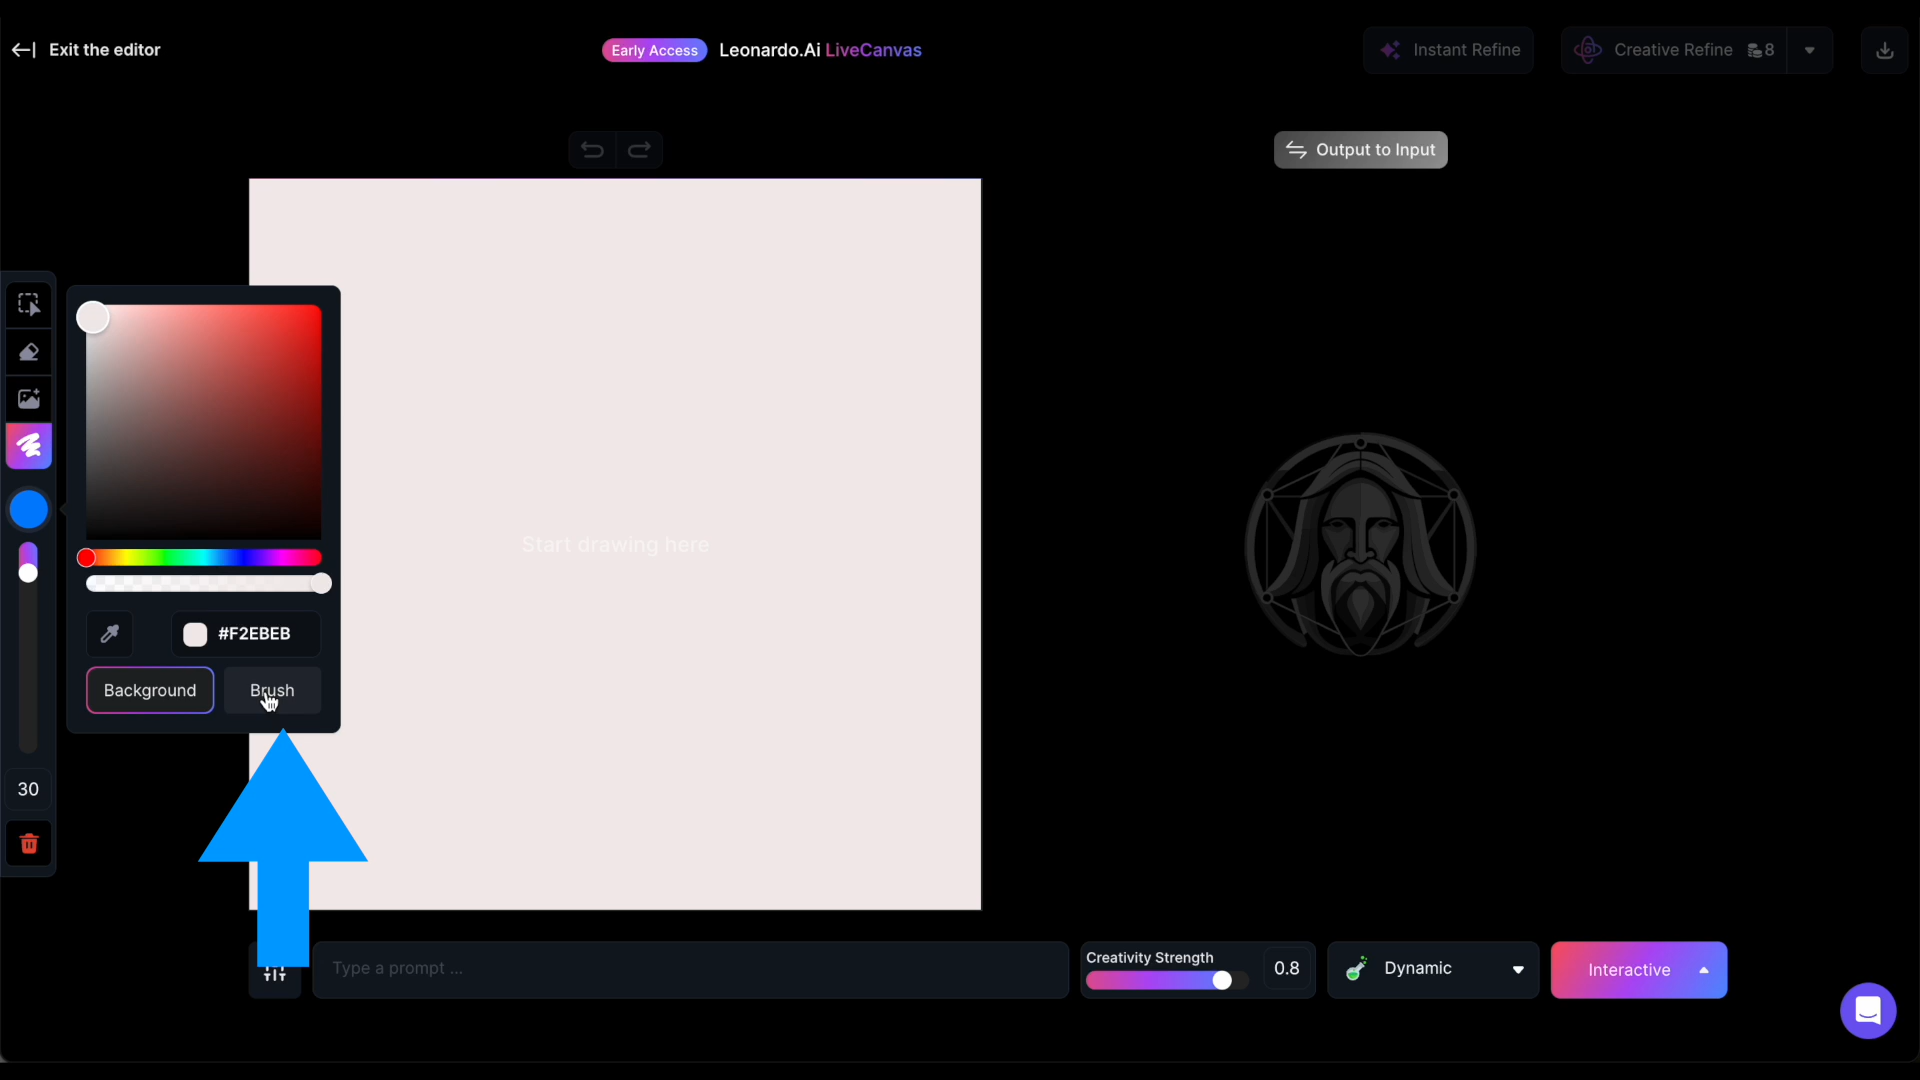 Exit the editor
Early Access
Leonardo.Ai LiveCanvas
Instant Refine
Creative Refine
8
Output to Input
Start drawing here
#F2EBEB
Background
Brush
30
Type a prompt ...
Creativity Strength
0.8
Dynamic
Interactive